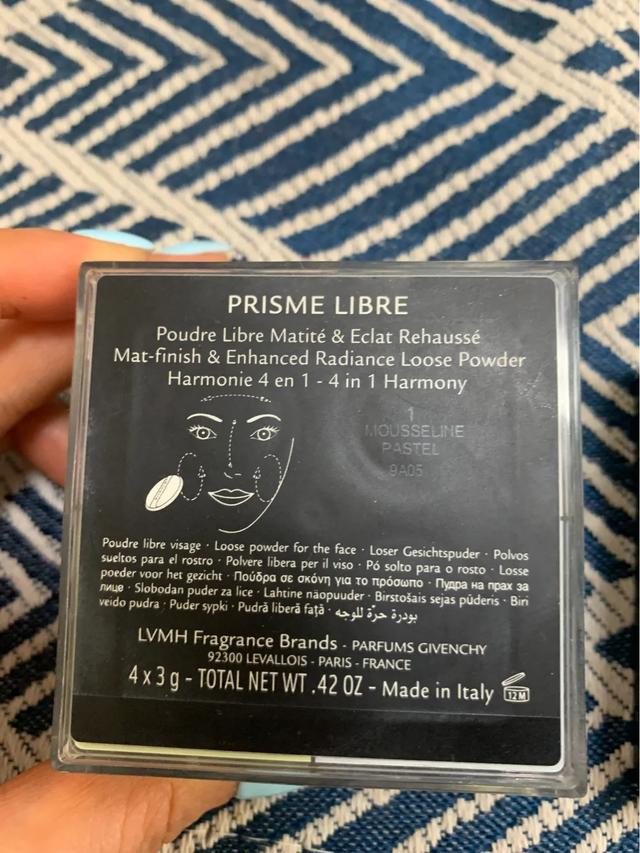 PRISME LIBRE
Poudre Libre Matité & Eclat Rehaussé
Mat-finish & Enhanced Radiance Loose Powder
Harmonie 4 en 1 - 4 in 1 Harmony
1
MOUSSELINE
PASTEL
9A05
Poudre libre visage · Loose powder for the face · Loser Gesichtspuder · Polvos
sueltos para el rostro · Polvere libera per il viso · Pó solto para o rosto · Losse
poeder voor het gezicht · Πούδρα σε σκόνη για το πρόσωπο · Пудра на прах за
лице · Slobodan puder za lice · Lahtine näopuuder · Birstošais sejas pūderis · Biri
veido pudra · Puder sypki · Pudră liberă față · بودرة حرّة للوجه
LVMH Fragrance Brands - PARFUMS GIVENCHY
92300 LEVALLOIS - PARIS - FRANCE
4 x 3 g - TOTAL NET WT .42 OZ - Made in Italy 12M